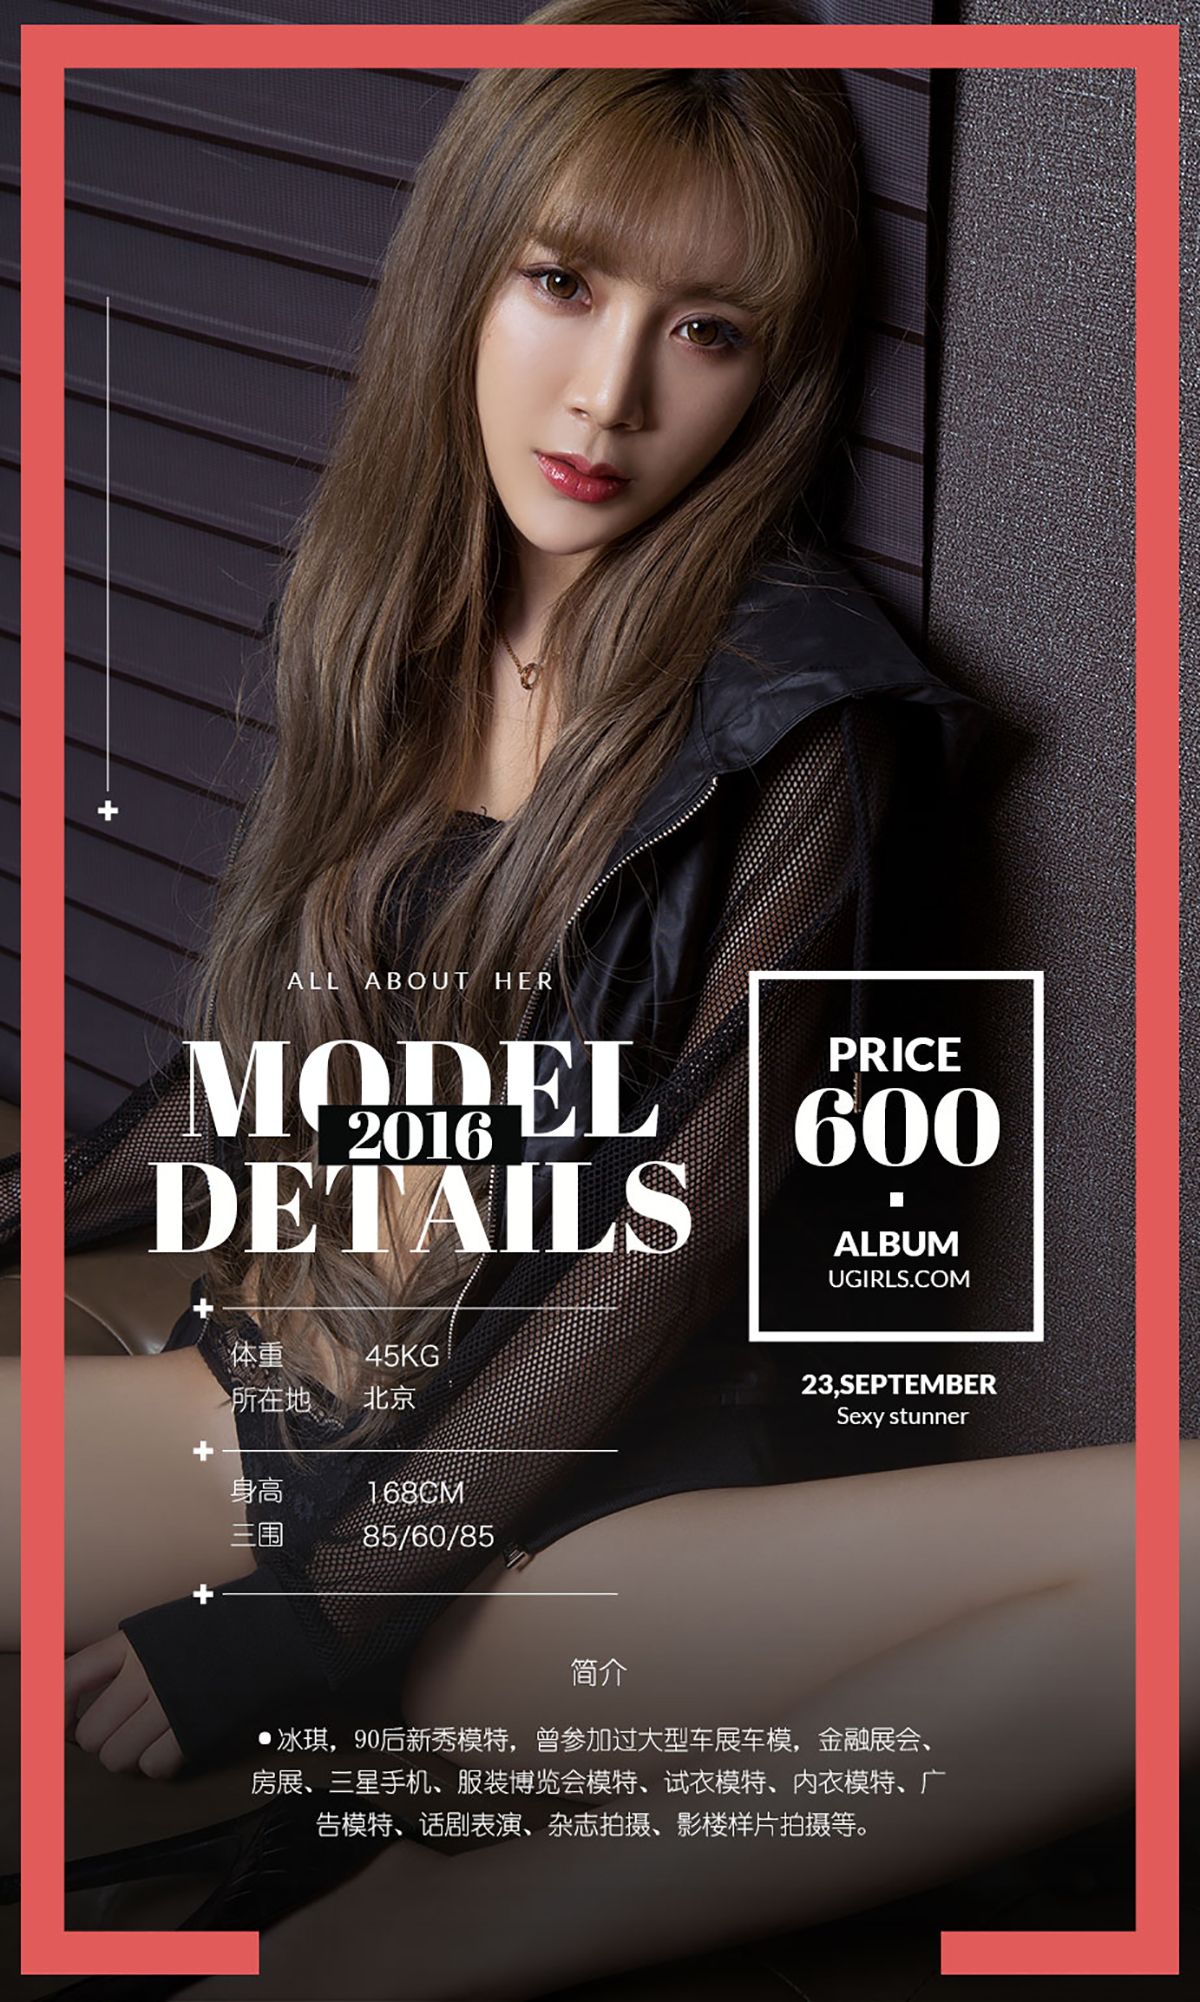 ALL ABOUT HER
MODEL
2016
DETAILS
体重 45KG
所在地 北京
身高 168CM
三围 85/60/85
PRICE
600
ALBUM
UGIRLS.COM
23,SEPTEMBER
Sexy stunner
简介
●冰琪，90后新秀模特，曾参加过大型车展车模，金融展会、
房展、三星手机、服装博览会模特、试衣模特、内衣模特、广
告模特、话剧表演、杂志拍摄、影楼样片拍摄等。